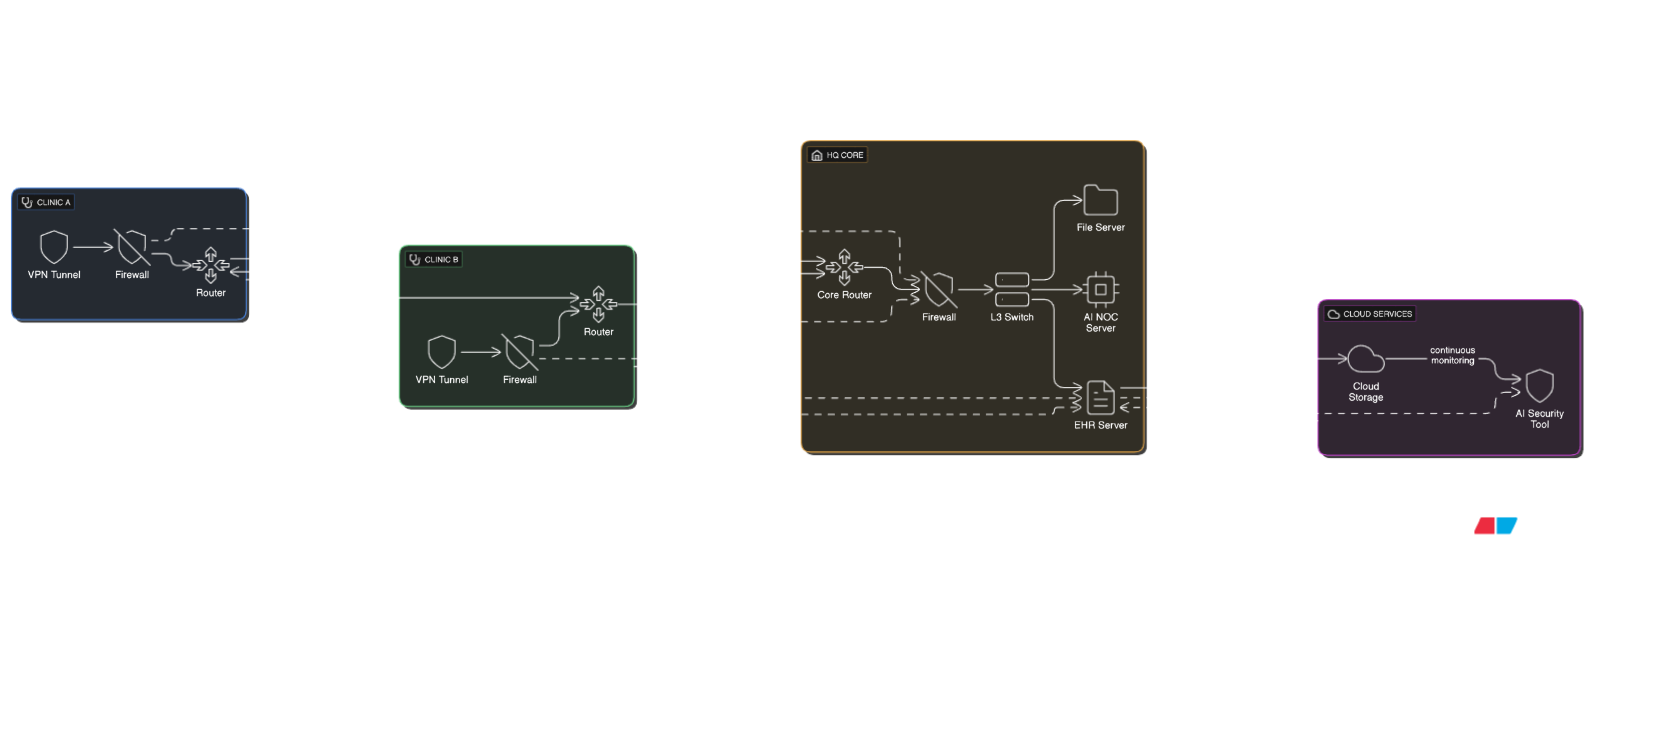 CLINIC A
VPN Tunnel
Firewall
Router
CLINIC B
Router
VPN Tunnel
Firewall
HQ CORE
File Server
Core Router
Firewall
L3 Switch
AI NOC
Server
EHR Server
CLOUD SERVICES
continuous
monitoring
Cloud
Storage
AI Security
Tool